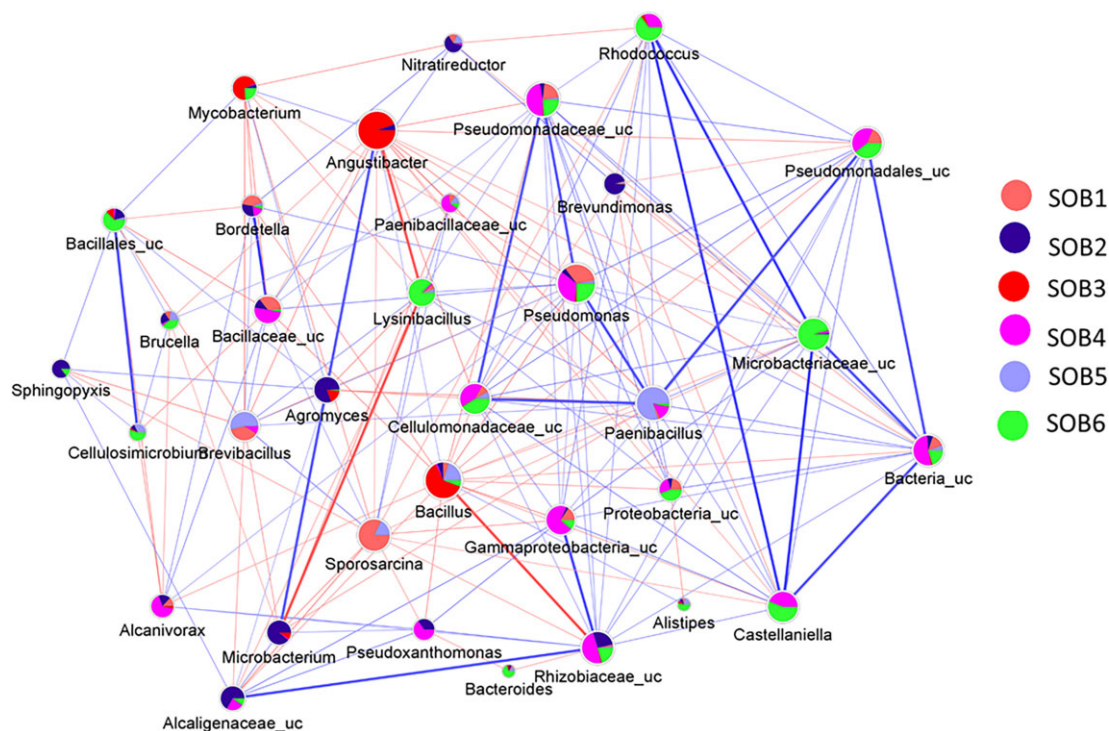 Rhodococcus
Nitratireductor
Mycobacterium
Pseudomonadaceae_uc
Angustibacter
Pseudomonadales_uc
SOB1
Brevundimonas
Paenibacillaceae_uc
Bordetella
Bacillales_uc
SOB2
SOB3
Lysinibacillus
Pseudomonas
Bacillaceae_uc
Brucella
Microbacteriaceae_uc
SOB4
Sphingopyxis
SOB5
Agromyces
Cellulomonadaceae_uc
Paenibacillus
SOB6
Cellulosimicrobium
Brevibacillus
Bacteria_uc
Bacillus
Proteobacteria_uc
Gammaproteobacteria_uc
Sporosarcina
Alistipes
Alcanivorax
Castellaniella
Microbacterium
Pseudoxanthomonas
Rhizobiaceae_uc
Bacteroides
Alcaligenaceae_uc